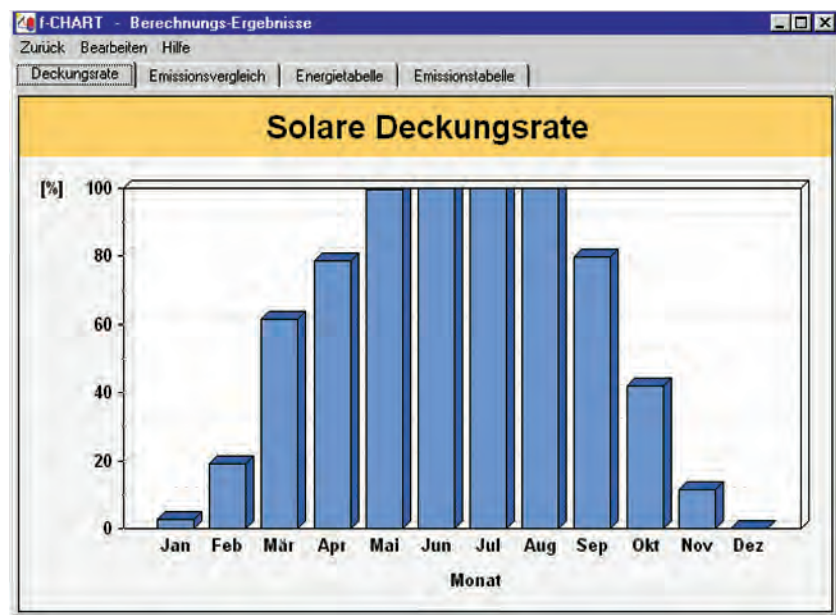 f-CHART - Berechnungs-Ergebnisse
Zurück Bearbeiten Hilfe
Deckungsrate Emissionsvergleich Energietabelle Emissionstabelle
Solare Deckungsrate
[%] 100
80
60
40
20
0
Jan Feb Mär Apr Mai Jun Jul Aug Sep Okt Nov Dez
Monat